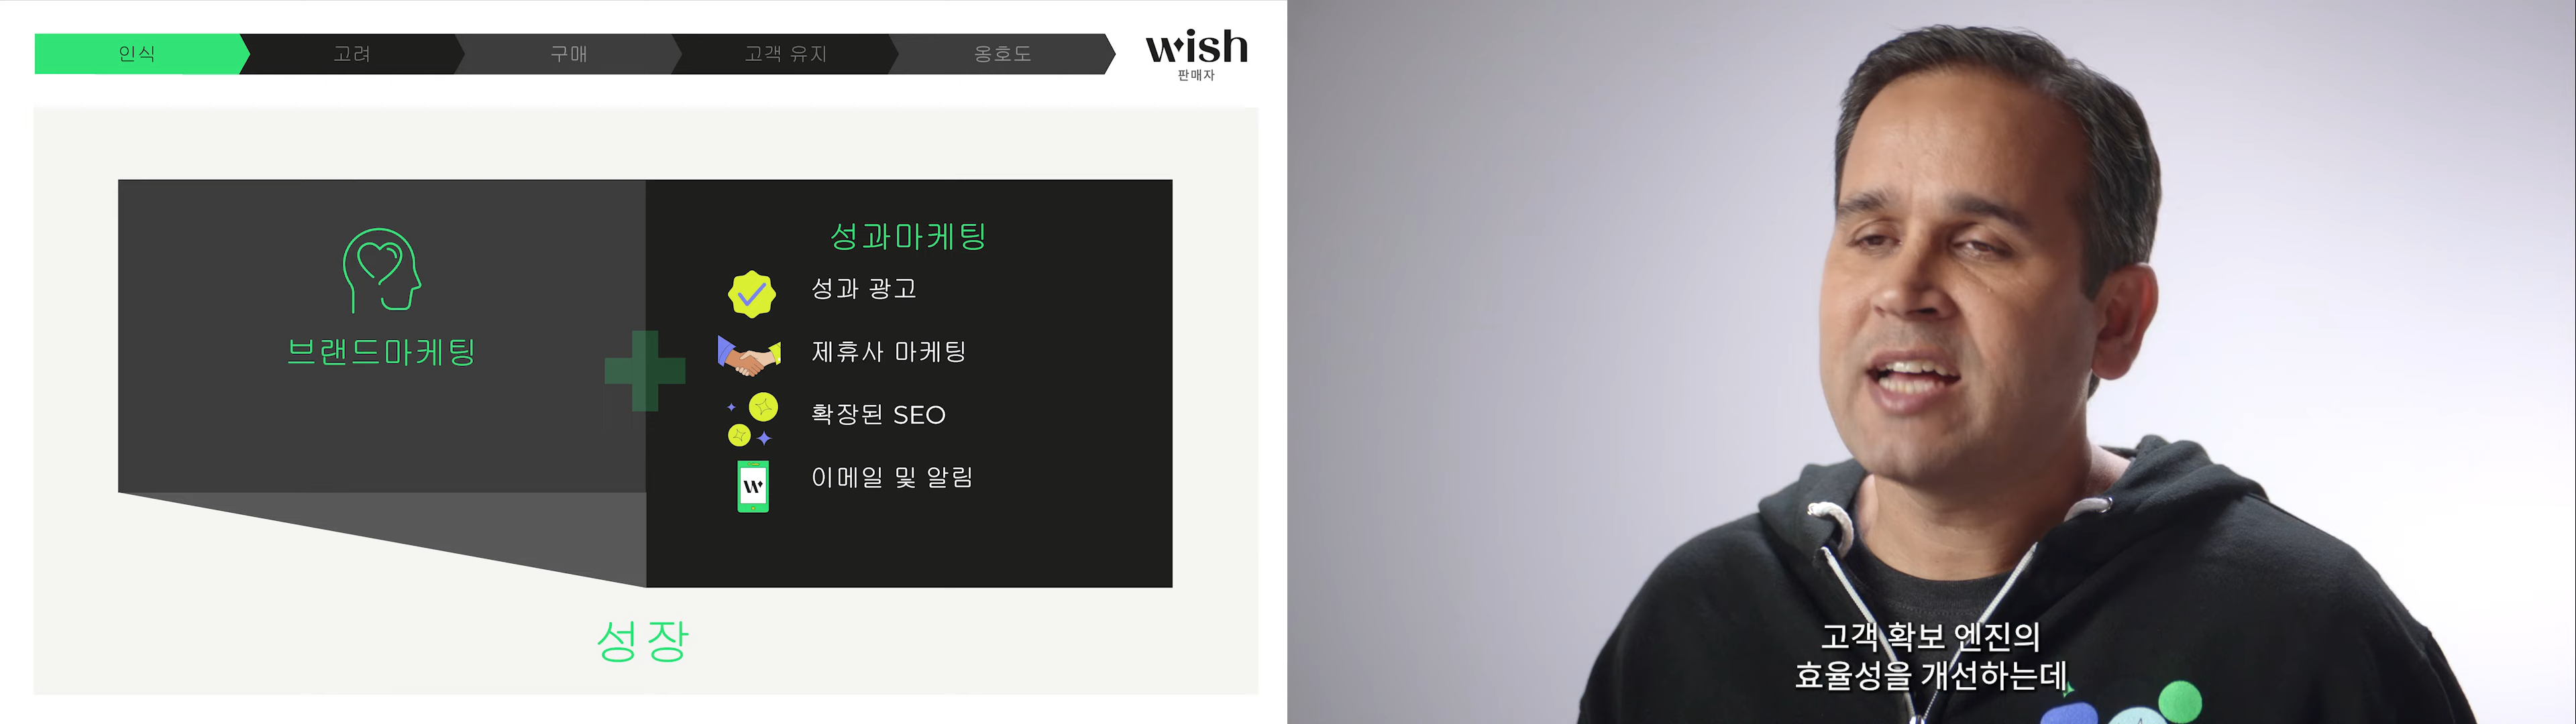 인식
고려
구매
고객 유지
옹호도
wish
판매자
브랜드마케팅
성과마케팅
성과 광고
제휴사 마케팅
확장된 SEO
이메일 및 알림
성장
고객 확보 엔진의
효율성을 개선하는데